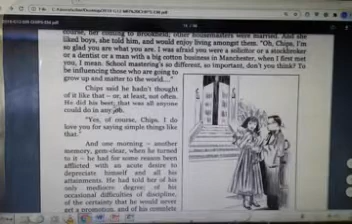 course, her coming to Brookfield; other housemasters were married. And she
liked boys, she told him, and would enjoy living amongst them. "Oh, Chips, I'm
so glad you are what you are. I was afraid you were a solicitor or a stockbroker
or a dentist or a man with a big cotton business in Manchester, when I first met
you, I mean. School mastering's so different, so important, don't you think? To
be influencing those who are going to
grow up and matter to the world..."
Chips said he hadn't thought
of it like that – or, at least, not often.
He did his best; that was all anyone
could do in any job.
"Yes, of course, Chips. I do
love you for saying simple things like
that."
And one morning – another
memory, gem-clear, when he turned
to it – he had for some reason been
afflicted with an acute desire to
depreciate himself and all his
attainments. He had told her of his
only mediocre degree; of his
occasional difficulties of discipline,
of the certainty that he would never
get a promotion, and of his complete